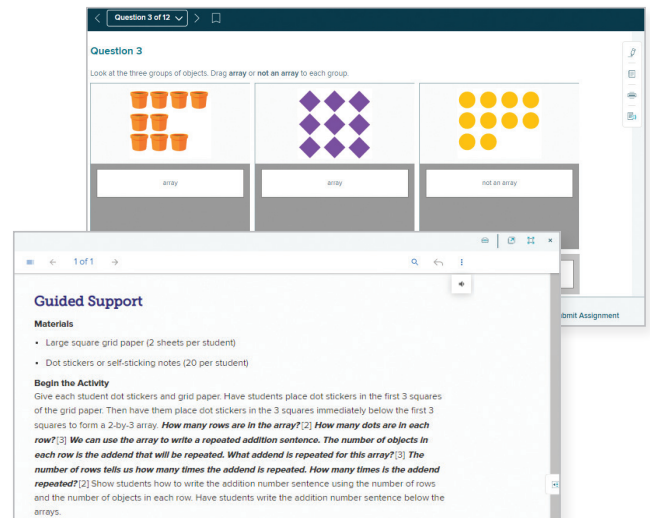 Question 3 of 12
Question 3
Look at the three groups of objects. Drag array or not an array to each group.
array
array
not an array
bmit Assignment
1 of 1
Guided Support
Materials
• Large square grid paper (2 sheets per student)
• Dot stickers or self-sticking notes (20 per student)
Begin the Activity
Give each student dot stickers and grid paper. Have students place dot stickers in the first 3 squares
of the grid paper. Then have them place dot stickers in the 3 squares immediately below the first 3
squares to form a 2-by-3 array. How many rows are in the array? [2] How many dots are in each
row? [3] We can use the array to write a repeated addition sentence. The number of objects in
each row is the addend that will be repeated. What addend is repeated for this array? [3] The
number of rows tells us how many times the addend is repeated. How many times is the addend
repeated? [2] Show students how to write the addition number sentence using the number of rows
and the number of objects in each row. Have students write the addition number sentence below the
arrays.